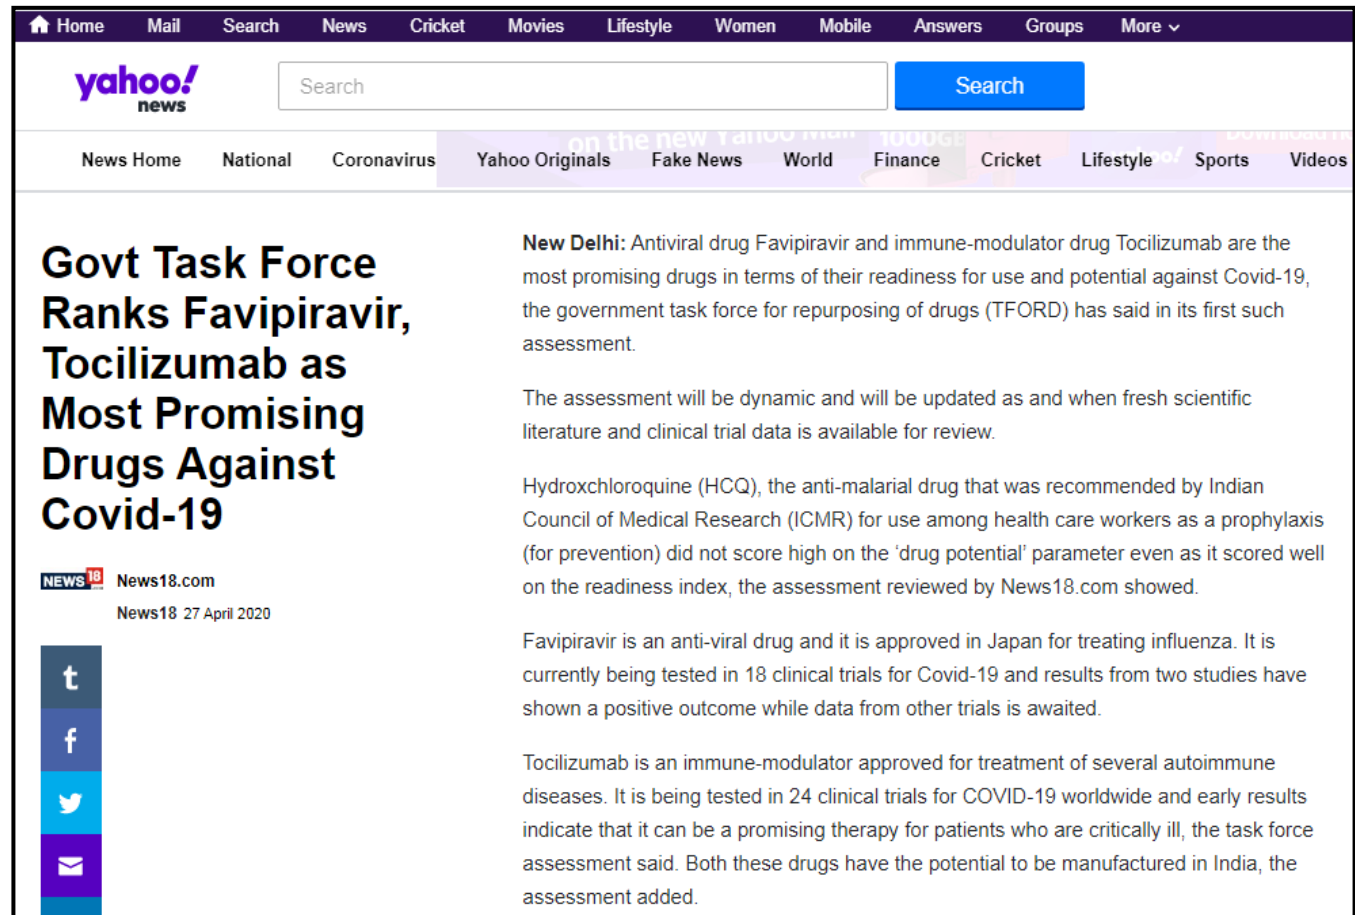 Home Mail Search News Cricket Movies Lifestyle Women Mobile Answers Groups More
yahoo!
news
Search
Search
on the new Yahoo Mail
1000GB
News Home National Coronavirus Yahoo Originals Fake News World Finance Cricket Lifestyle Sports Videos
Govt Task Force
Ranks Favipiravir,
Tocilizumab as
Most Promising
Drugs Against
Covid-19
NEWS18
News18.com
News18 27 April 2020
t
f
New Delhi: Antiviral drug Favipiravir and immune-modulator drug Tocilizumab are the
most promising drugs in terms of their readiness for use and potential against Covid-19,
the government task force for repurposing of drugs (TFORD) has said in its first such
assessment.
The assessment will be dynamic and will be updated as and when fresh scientific
literature and clinical trial data is available for review.
Hydroxchloroquine (HCQ), the anti-malarial drug that was recommended by Indian
Council of Medical Research (ICMR) for use among health care workers as a prophylaxis
(for prevention) did not score high on the ‘drug potential’ parameter even as it scored well
on the readiness index, the assessment reviewed by News18.com showed.
Favipiravir is an anti-viral drug and it is approved in Japan for treating influenza. It is
currently being tested in 18 clinical trials for Covid-19 and results from two studies have
shown a positive outcome while data from other trials is awaited.
Tocilizumab is an immune-modulator approved for treatment of several autoimmune
diseases. It is being tested in 24 clinical trials for COVID-19 worldwide and early results
indicate that it can be a promising therapy for patients who are critically ill, the task force
assessment said. Both these drugs have the potential to be manufactured in India, the
assessment added.